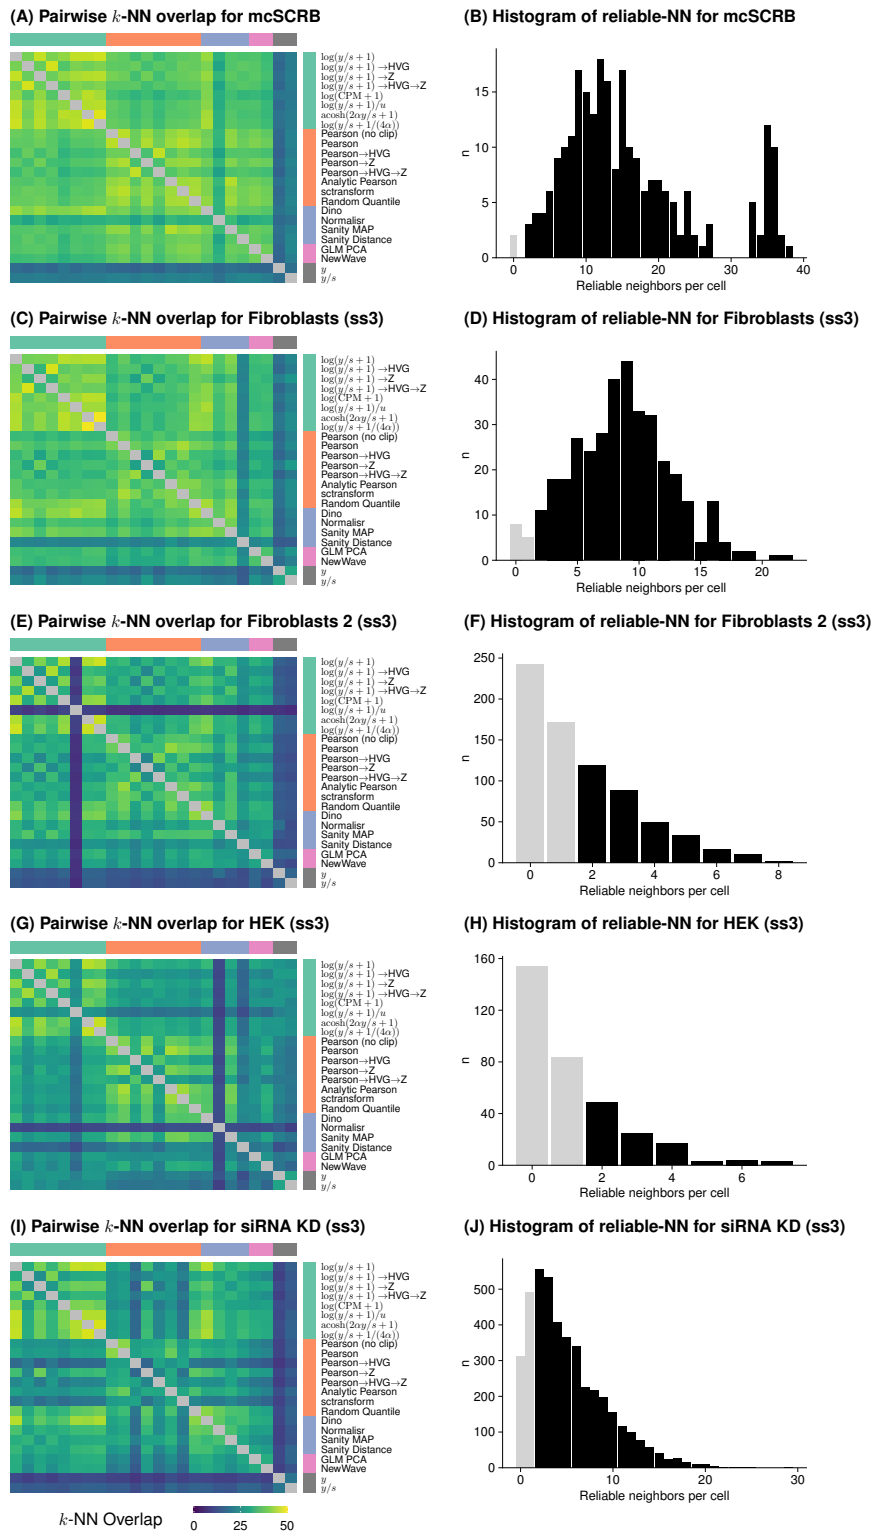 (A) Pairwise k-NN overlap for mcSCRB
log(y/s + 1)
log(y/s + 1) →HVG
log(y/s + 1) →Z
log(y/s + 1) →HVG→Z
log(CPM + 1)
log(y/s + 1)/u
acosh(2αy/s + 1)
log(y/s + 1/(4α))
Pearson (no clip)
Pearson
Pearson→HVG
Pearson→Z
Pearson→HVG→Z
Analytic Pearson
sctransform
Random Quantile
Dino
Normalisr
Sanity MAP
Sanity Distance
GLM PCA
NewWave
y
y/s
(B) Histogram of reliable-NN for mcSCRB
n
15
10
5
0
0 10 20 30 40
Reliable neighbors per cell
(C) Pairwise k-NN overlap for Fibroblasts (ss3)
log(y/s + 1)
log(y/s + 1) →HVG
log(y/s + 1) →Z
log(y/s + 1) →HVG→Z
log(CPM + 1)
log(y/s + 1)/u
acosh(2αy/s + 1)
log(y/s + 1/(4α))
Pearson (no clip)
Pearson
Pearson→HVG
Pearson→Z
Pearson→HVG→Z
Analytic Pearson
sctransform
Random Quantile
Dino
Normalisr
Sanity MAP
Sanity Distance
GLM PCA
NewWave
y
y/s
(D) Histogram of reliable-NN for Fibroblasts (ss3)
n
40
30
20
10
0
0 5 10 15 20
Reliable neighbors per cell
(E) Pairwise k-NN overlap for Fibroblasts 2 (ss3)
log(y/s + 1)
log(y/s + 1) →HVG
log(y/s + 1) →Z
log(y/s + 1) →HVG→Z
log(CPM + 1)
log(y/s + 1)/u
acosh(2αy/s + 1)
log(y/s + 1/(4α))
Pearson (no clip)
Pearson
Pearson→HVG
Pearson→Z
Pearson→HVG→Z
Analytic Pearson
sctransform
Random Quantile
Dino
Normalisr
Sanity MAP
Sanity Distance
GLM PCA
NewWave
y
y/s
(F) Histogram of reliable-NN for Fibroblasts 2 (ss3)
n
250
200
150
100
50
0
0 2 4 6 8
Reliable neighbors per cell
(G) Pairwise k-NN overlap for HEK (ss3)
log(y/s + 1)
log(y/s + 1) →HVG
log(y/s + 1) →Z
log(y/s + 1) →HVG→Z
log(CPM + 1)
log(y/s + 1)/u
acosh(2αy/s + 1)
log(y/s + 1/(4α))
Pearson (no clip)
Pearson
Pearson→HVG
Pearson→Z
Pearson→HVG→Z
Analytic Pearson
sctransform
Random Quantile
Dino
Normalisr
Sanity MAP
Sanity Distance
GLM PCA
NewWave
y
y/s
(H) Histogram of reliable-NN for HEK (ss3)
n
160
120
80
40
0
0 2 4 6
Reliable neighbors per cell
(I) Pairwise k-NN overlap for siRNA KD (ss3)
log(y/s + 1)
log(y/s + 1) →HVG
log(y/s + 1) →Z
log(y/s + 1) →HVG→Z
log(CPM + 1)
log(y/s + 1)/u
acosh(2αy/s + 1)
log(y/s + 1/(4α))
Pearson (no clip)
Pearson
Pearson→HVG
Pearson→Z
Pearson→HVG→Z
Analytic Pearson
sctransform
Random Quantile
Dino
Normalisr
Sanity MAP
Sanity Distance
GLM PCA
NewWave
y
y/s
(J) Histogram of reliable-NN for siRNA KD (ss3)
n
500
400
300
200
100
0
0 10 20 30
Reliable neighbors per cell
k-NN Overlap
0 25 50